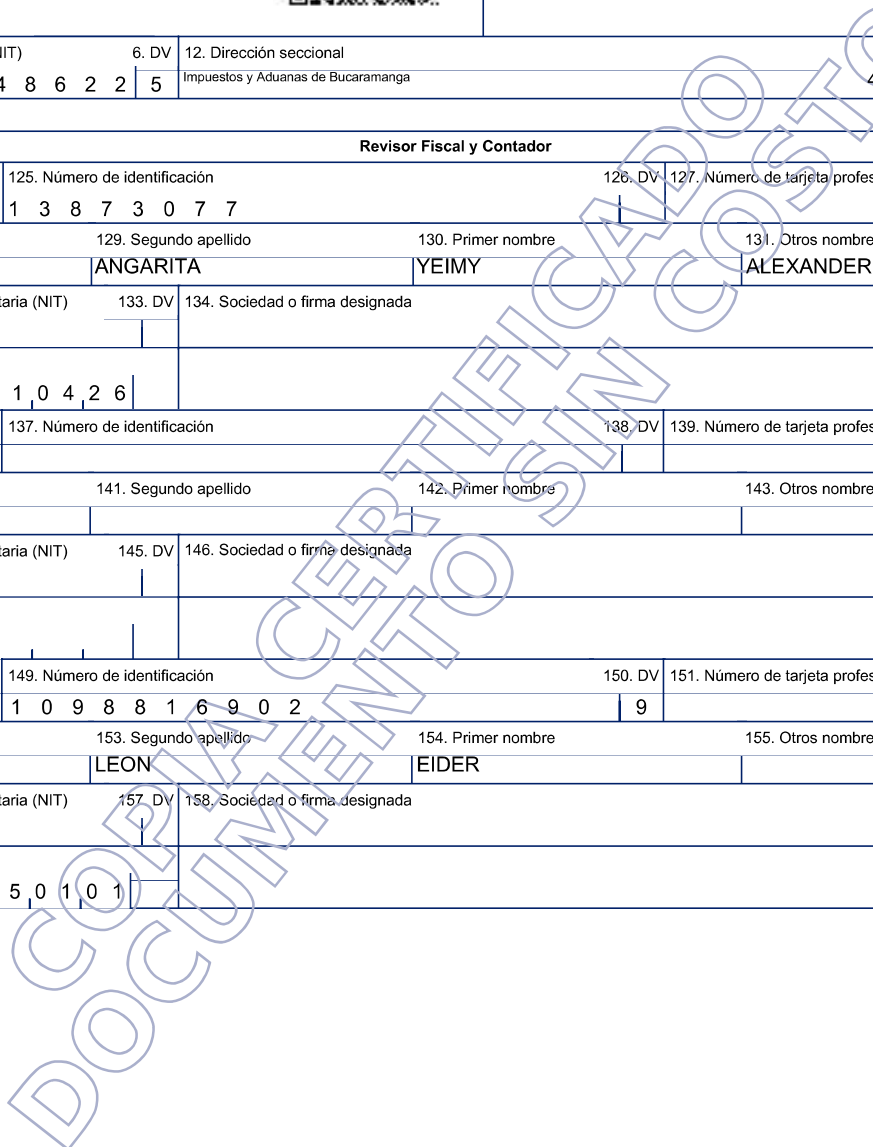 NIT) 6. DV 12. Dirección seccional
4 8 6 2 2 5 Impuestos y Aduanas de Bucaramanga 4
Revisor Fiscal y Contador
125. Número de identificación 126. DV 127. Número de tarjeta profes
1 3 8 7 3 0 7 7
129. Segundo apellido 130. Primer nombre 131. Otros nombre
ANGARITA YEIMY ALEXANDER
taria (NIT) 133. DV 134. Sociedad o firma designada
1 0 4 2 6
137. Número de identificación 138. DV 139. Número de tarjeta profes
141. Segundo apellido 142. Primer nombre 143. Otros nombre
taria (NIT) 145. DV 146. Sociedad o firma designada
149. Número de identificación 150. DV 151. Número de tarjeta profes
1 0 9 8 8 1 6 9 0 2 9
153. Segundo apellido 154. Primer nombre 155. Otros nombre
LEON EIDER
taria (NIT) 157. DV 158. Sociedad o firma designada
5 0 1 0 1
COPIA CERTIFICADO
DOCUMENTO SIN COSTO